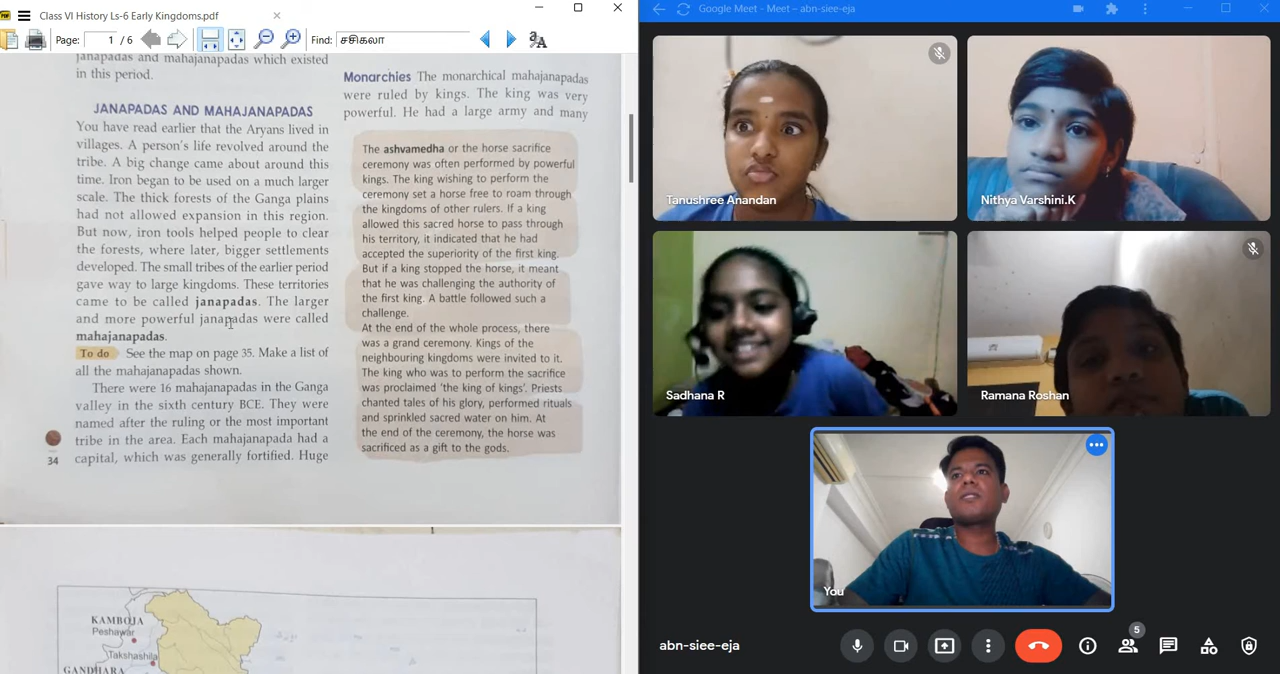 Class VI History Ls-6 Early Kingdoms.pdf
Page:
1
/ 6
Find:
janapadas and mahajanapadas which existed
in this period.
JANAPADAS AND MAHAJANAPADAS
You have read earlier that the Aryans lived in
villages. A person's life revolved around the
tribe. A big change came about around this
time. Iron began to be used on a much larger
scale. The thick forests of the Ganga plains
had not allowed expansion in this region.
But now, iron tools helped people to clear
the forests, where later, bigger settlements
developed. The small tribes of the earlier period
gave way to large kingdoms. These territories
came to be called janapadas. The larger
and more powerful janapadas were called
mahajanapadas.
To do See the map on page 35. Make a list of
all the mahajanapadas shown.
There were 16 mahajanapadas in the Ganga
valley in the sixth century BCE. They were
named after the ruling or the most important
tribe in the area. Each mahajanapada had a
capital, which was generally fortified. Huge
34
Monarchies The monarchical mahajanapadas
were ruled by kings. The king was very
powerful. He had a large army and many
The ashvamedha or the horse sacrifice
ceremony was often performed by powerful
kings. The king wishing to perform the
ceremony set a horse free to roam through
the kingdoms of other rulers. If a king
allowed this sacred horse to pass through
his territory, it indicated that he had
accepted the superiority of the first king.
But if a king stopped the horse, it meant
that he was challenging the authority of
the first king. A battle followed such a
challenge.
At the end of the whole process, there
was a grand ceremony. Kings of the
neighbouring kingdoms were invited to it.
The king who was to perform the sacrifice
was proclaimed 'the king of kings'. Priests
chanted tales of his glory, performed rituals
and sprinkled sacred water on him. At
the end of the ceremony, the horse was
sacrificed as a gift to the gods.
KAMBOJA
Peshawar
Takshashila
GANDHARA
Google Meet - Meet – abn-siee-eja
Tanushree Anandan
Nithya Varshini.K
Sadhana R
Ramana Roshan
You
abn-siee-eja
5